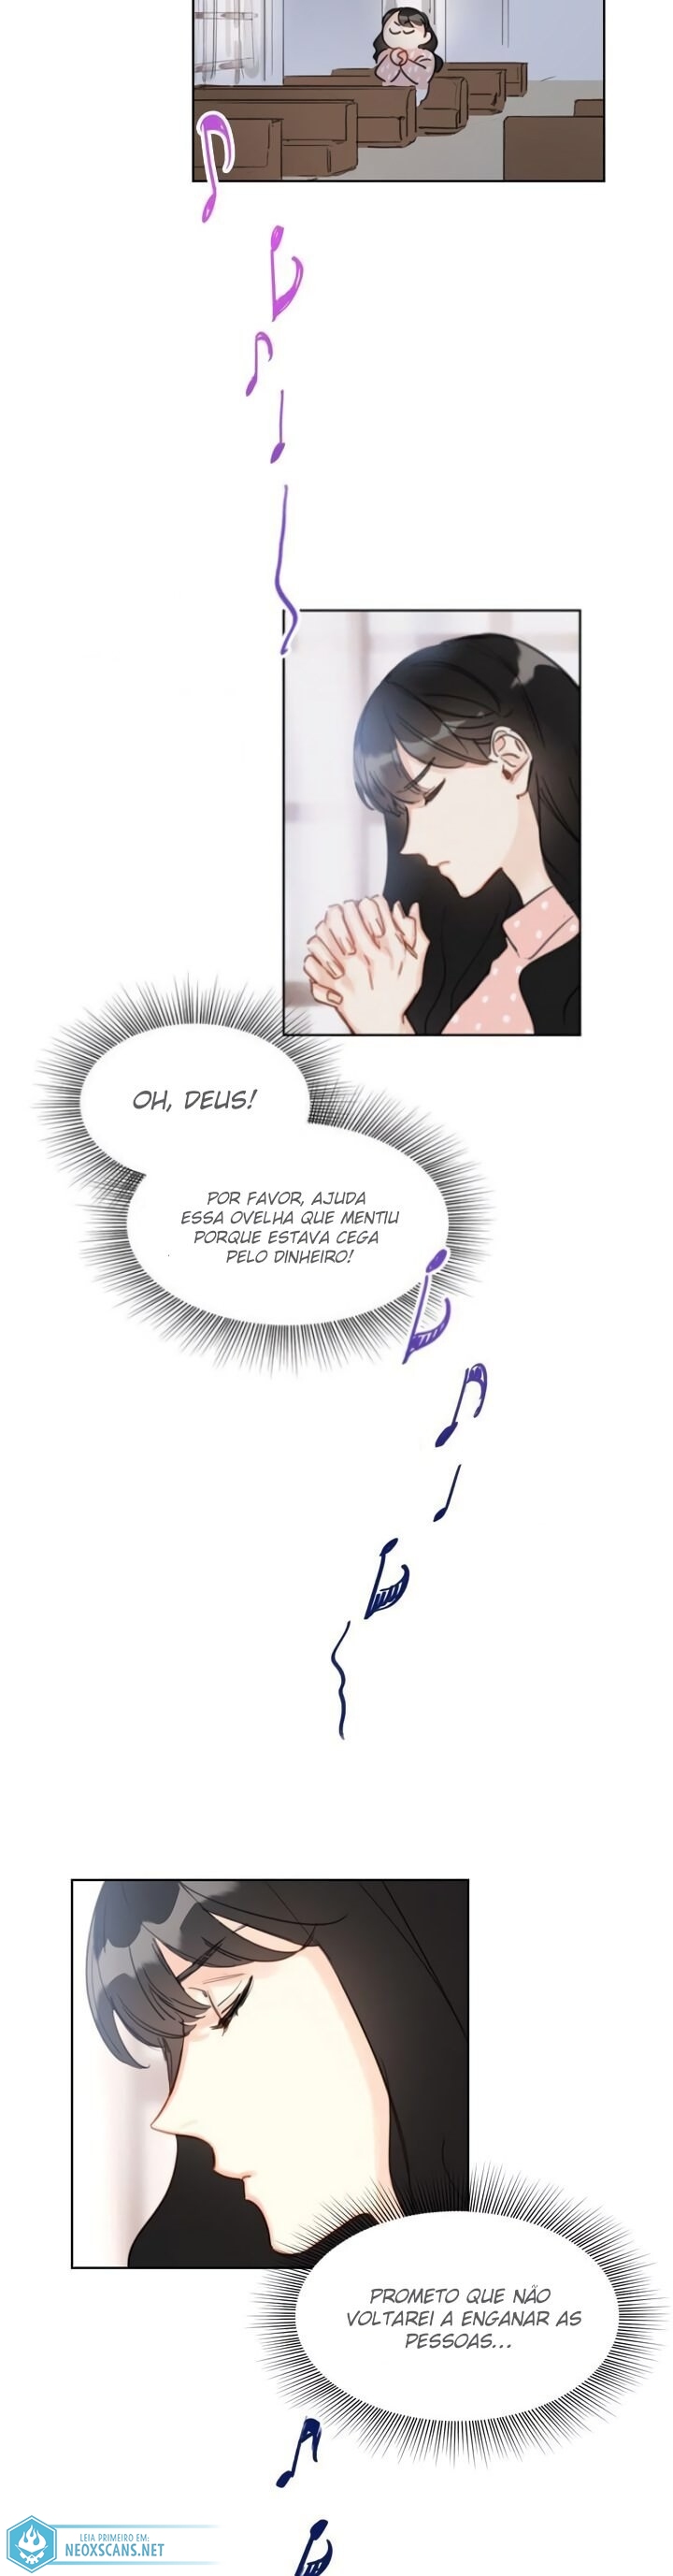 OH, DEUS!
POR FAVOR, AJUDA
ESSA OVELHA QUE MENTIU
PORQUE ESTAVA CEGA
PELO DINHEIRO!
PROMETO QUE NÃO
VOLTAREI A ENGANAR AS
PESSOAS...
LEIA PRIMEIRO EM:
NEOXSCANS.NET